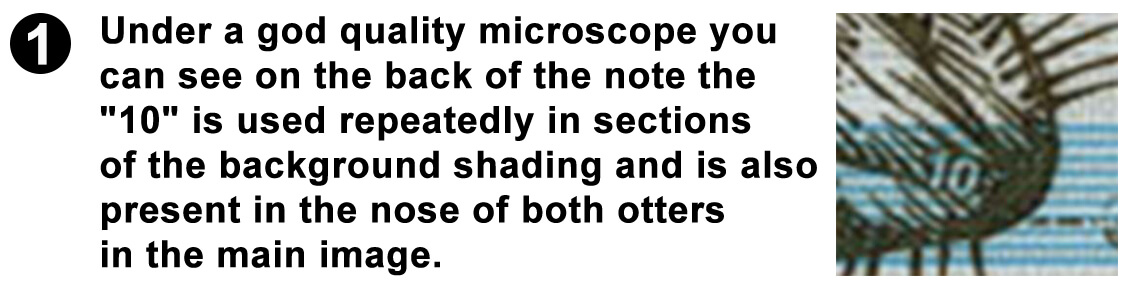 1 Under a god quality microscope you
can see on the back of the note the
"10" is used repeatedly in sections
of the background shading and is also
present in the nose of both otters
in the main image.
10